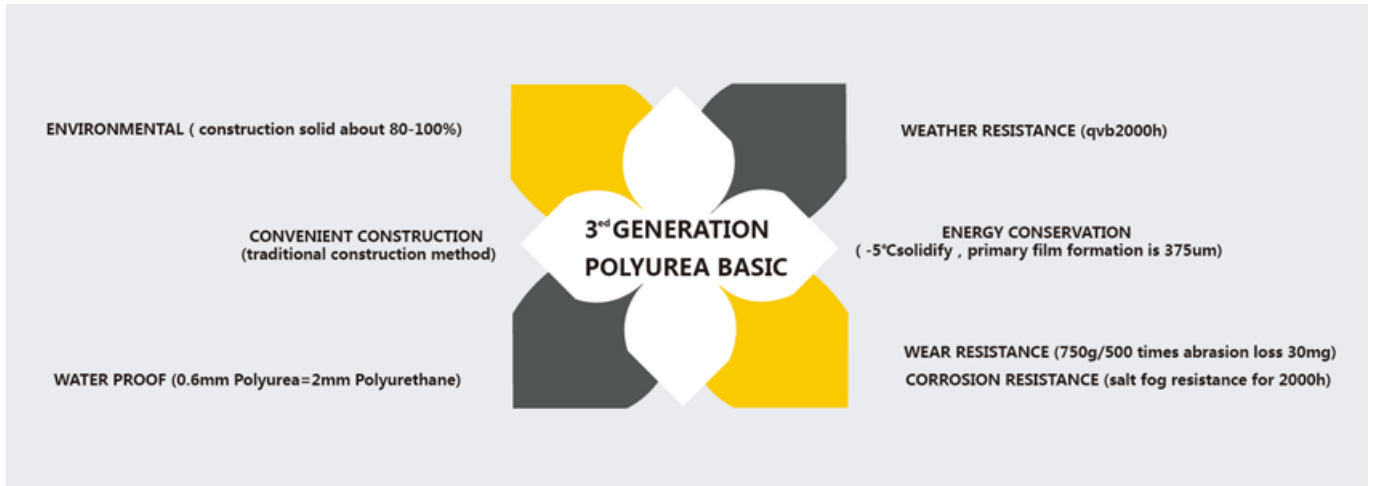 ENVIRONMENTAL ( construction solid about 80-100%)
CONVENIENT CONSTRUCTION
(traditional construction method)
WATER PROOF (0.6mm Polyurea=2mm Polyurethane)
3ed GENERATION
POLYUREA BASIC
WEATHER RESISTANCE (qvb2000h)
ENERGY CONSERVATION
( -5℃solidify , primary film formation is 375um)
WEAR RESISTANCE (750g/500 times abrasion loss 30mg)
CORROSION RESISTANCE (salt fog resistance for 2000h)